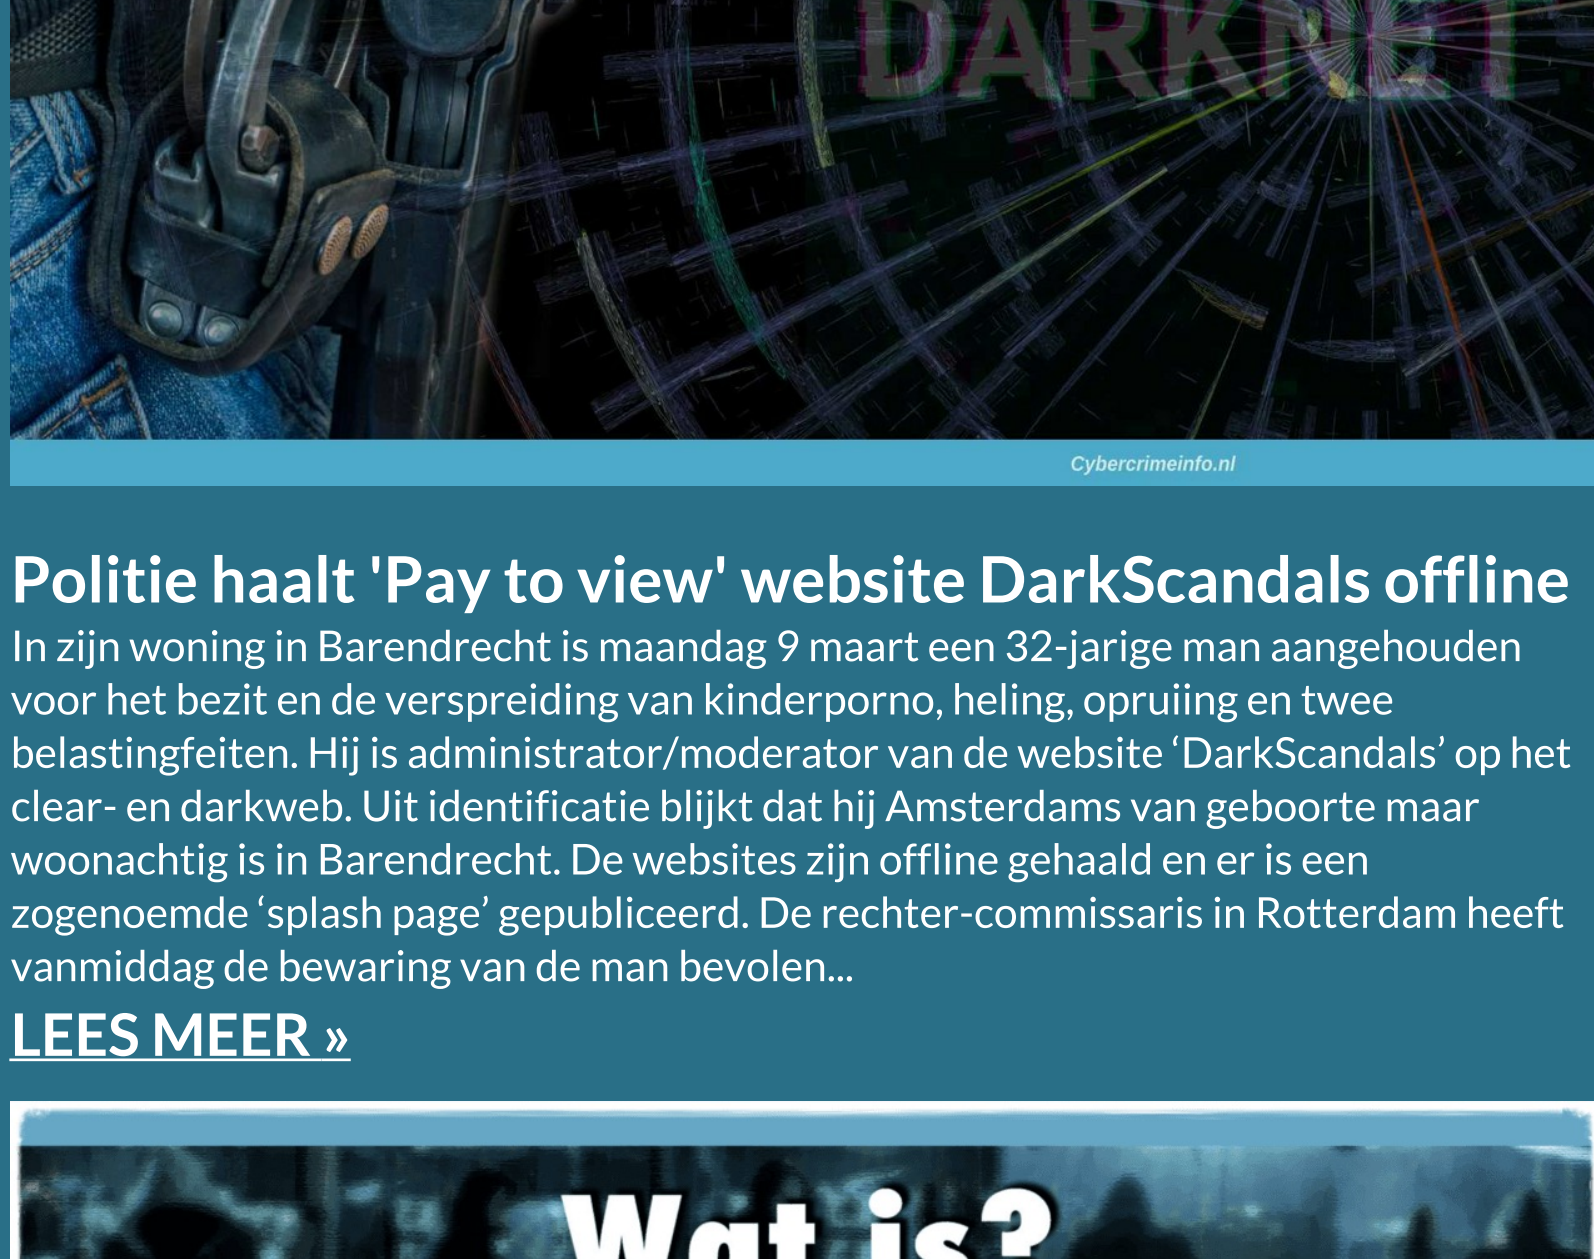 DARKNET
Cybercrimeinfo.nl
Politie haalt 'Pay to view' website DarkScandals offline
In zijn woning in Barendrecht is maandag 9 maart een 32-jarige man aangehouden
voor het bezit en de verspreiding van kinderporno, heling, opruiing en twee
belastingfeiten. Hij is administrator/moderator van de website ‘DarkScandals’ op het
clear- en darkweb. Uit identificatie blijkt dat hij Amsterdams van geboorte maar
woonachtig is in Barendrecht. De websites zijn offline gehaald en er is een
zogenoemde ‘splash page’ gepubliceerd. De rechter-commissaris in Rotterdam heeft
vanmiddag de bewaring van de man bevolen...
LEES MEER »
Wat is?